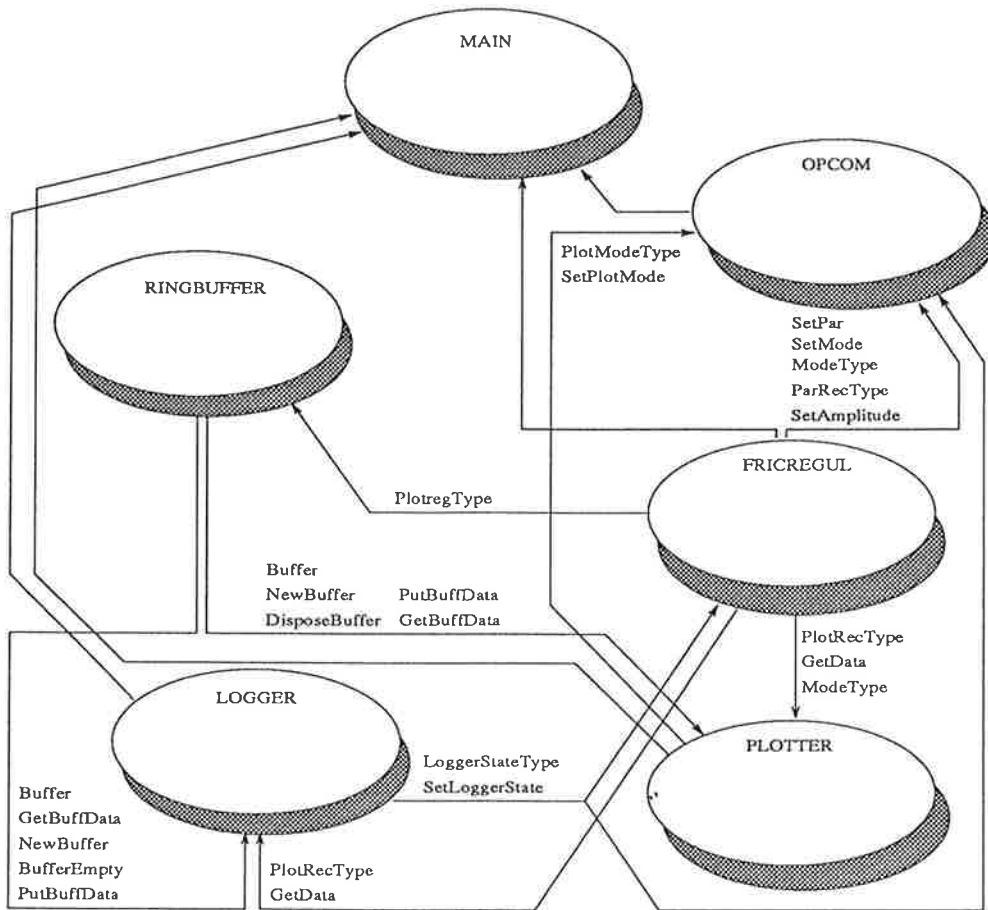 MAIN
OPCOM
PlotModeType
SetPlotMode
RINGBUFFER
SetPar
SetMode
ModeType
ParRecType
SetAmplitude
FRICREGUL
PlotregType
Buffer
NewBuffer PutBuffData
DisposeBuffer GetBuffData
PlotRecType
GetData
ModeType
LOGGER
PLOTTER
LoggerStateType
SetLoggerState
Buffer
GetBuffData
NewBuffer
BufferEmpty
PutBuffData
PlotRecType
GetData